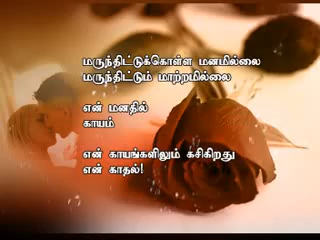 மருந்திட்டுக்கொள்ள மனமில்லை
மருந்திட்டும் மாற்றமில்லை
என் மனதில்
காயம்
என் காயங்களிலும் கசிகிறது
என் காதல்!